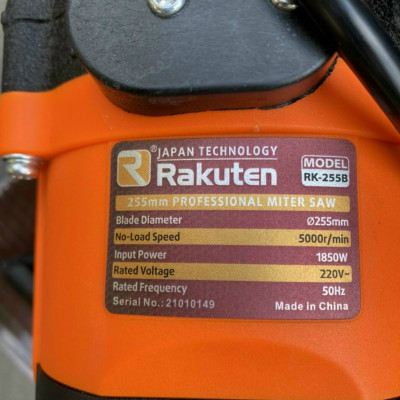 R® JAPAN TECHNOLOGY
Rakuten
MODEL
RK-255B
255mm PROFESSIONAL MITER SAW
Blade Diameter Ø255mm
No-Load Speed 5000r/min
Input Power 1850W
Rated Voltage 220V~
Rated Frequency 50Hz
Serial No.: 21010149 Made in China